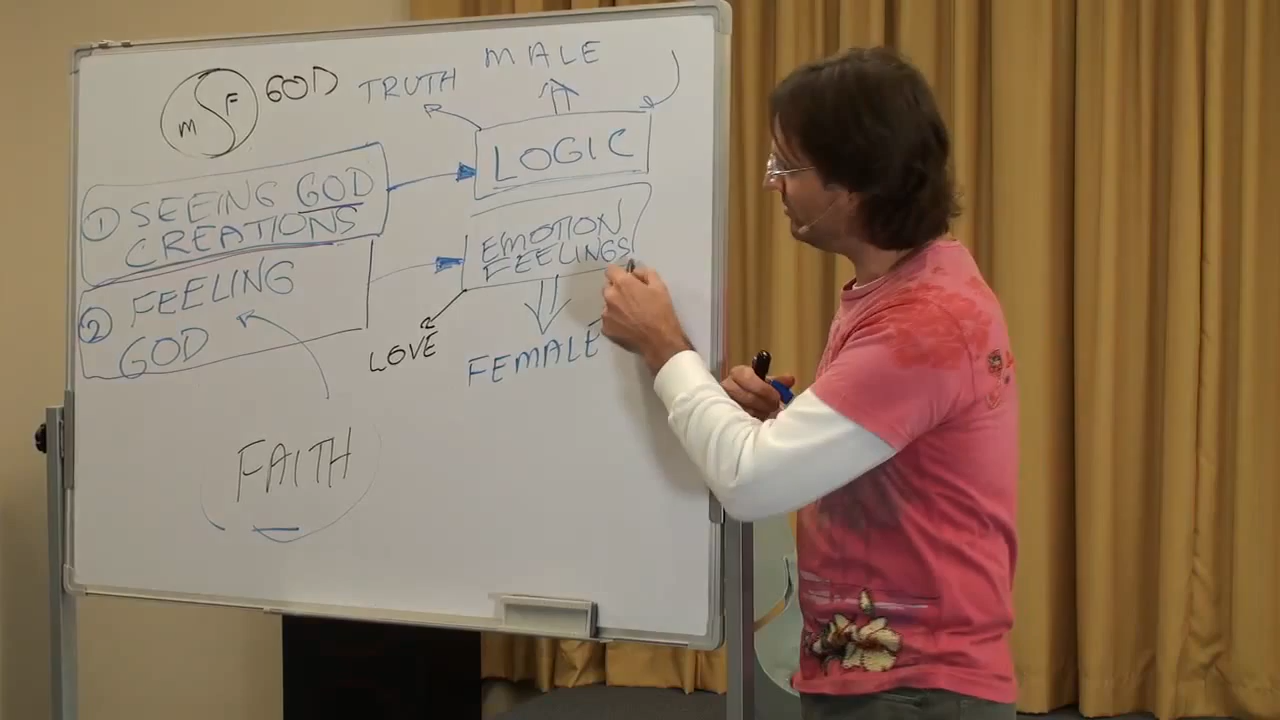 MALE
TRUTH
M F GOD
LOGIC
1 SEEING GOD
CREATIONS
EMOTION
FEELINGS
2 FEELING
GOD
LOVE
FEMALE
FAITH